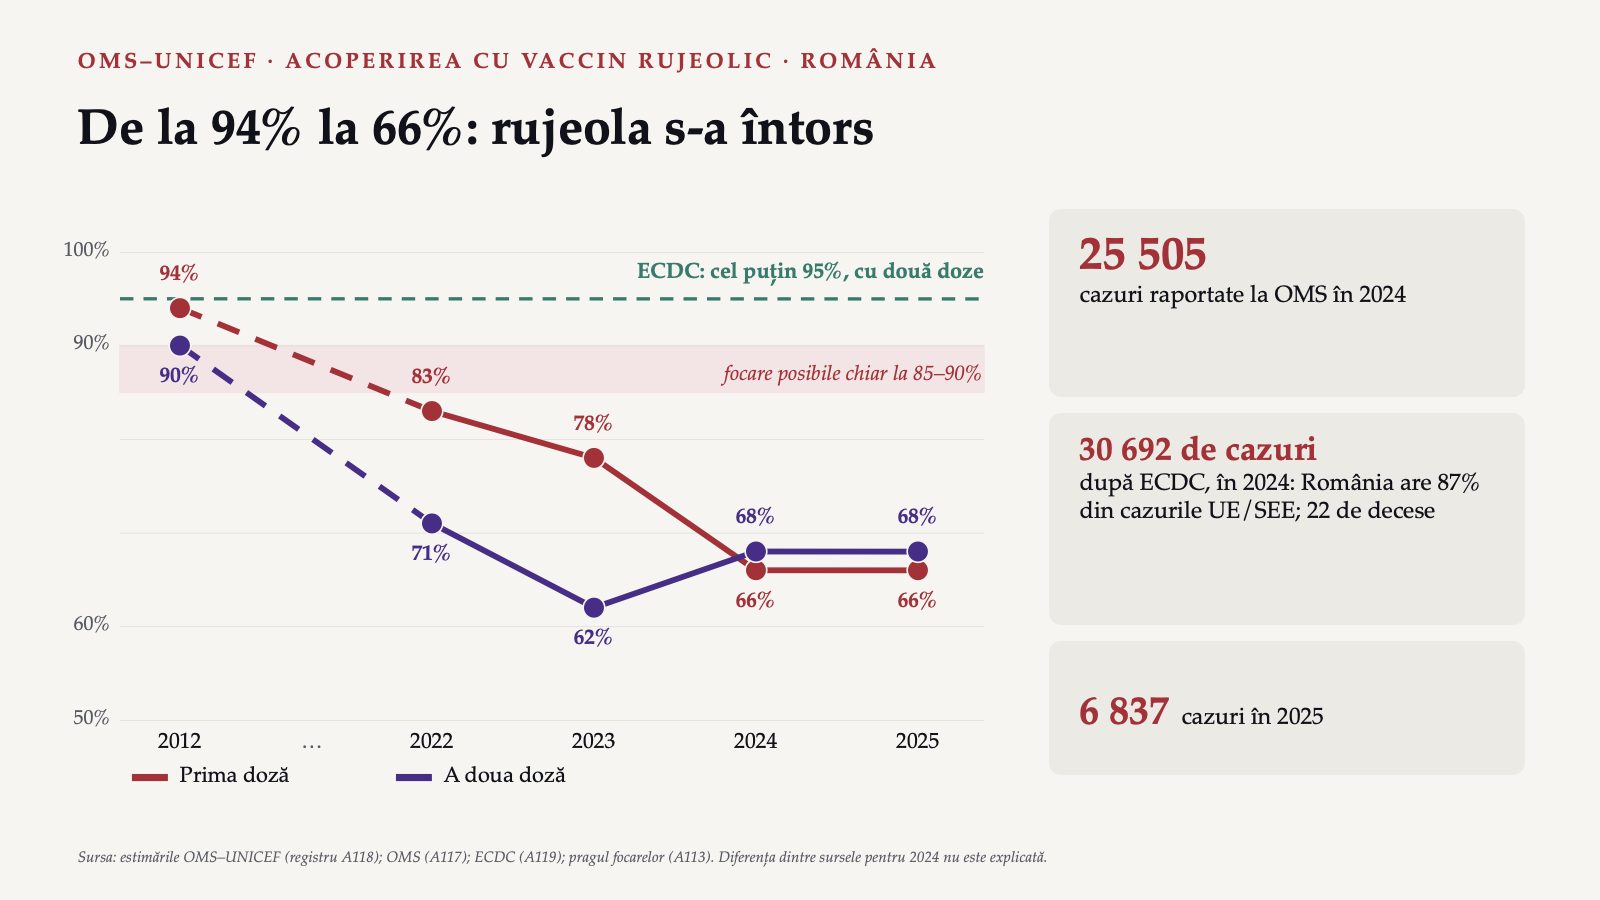 OMS–UNICEF · ACOPERIREA CU VACCIN RUJEOLIC · ROMÂNIA
De la 94% la 66%: rujeola s-a întors
100%
90%
60%
50%
ECDC: cel puțin 95%, cu două doze
focare posibile chiar la 85–90%
94%
90%
83%
71%
78%
62%
68%
66%
68%
66%
2012 … 2022 2023 2024 2025
Prima doză A doua doză
25 505
cazuri raportate la OMS în 2024
30 692 de cazuri
după ECDC, în 2024: România are 87%
din cazurile UE/SEE; 22 de decese
6 837 cazuri în 2025
Sursa: estimările OMS–UNICEF (registru A118); OMS (A117); ECDC (A119); pragul focarelor (A113). Diferența dintre sursele pentru 2024 nu este explicată.